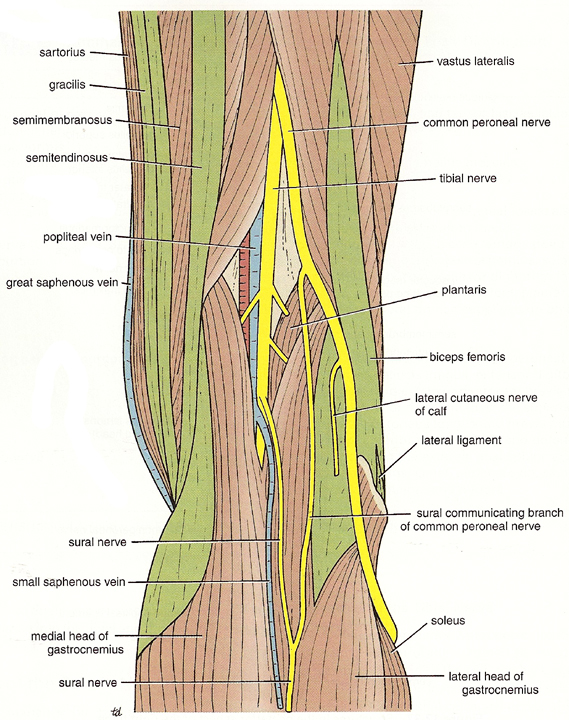 sartorius
gracilis
semimembranosus
semitendinosus
popliteal vein
great saphenous vein
sural nerve
small saphenous vein
medial head of
gastrocnemius
sural nerve
vastus lateralis
common peroneal nerve
tibial nerve
plantaris
biceps femoris
lateral cutaneous nerve
of calf
lateral ligament
sural communicating branch
of common peroneal nerve
soleus
lateral head of
gastrocnemius
td